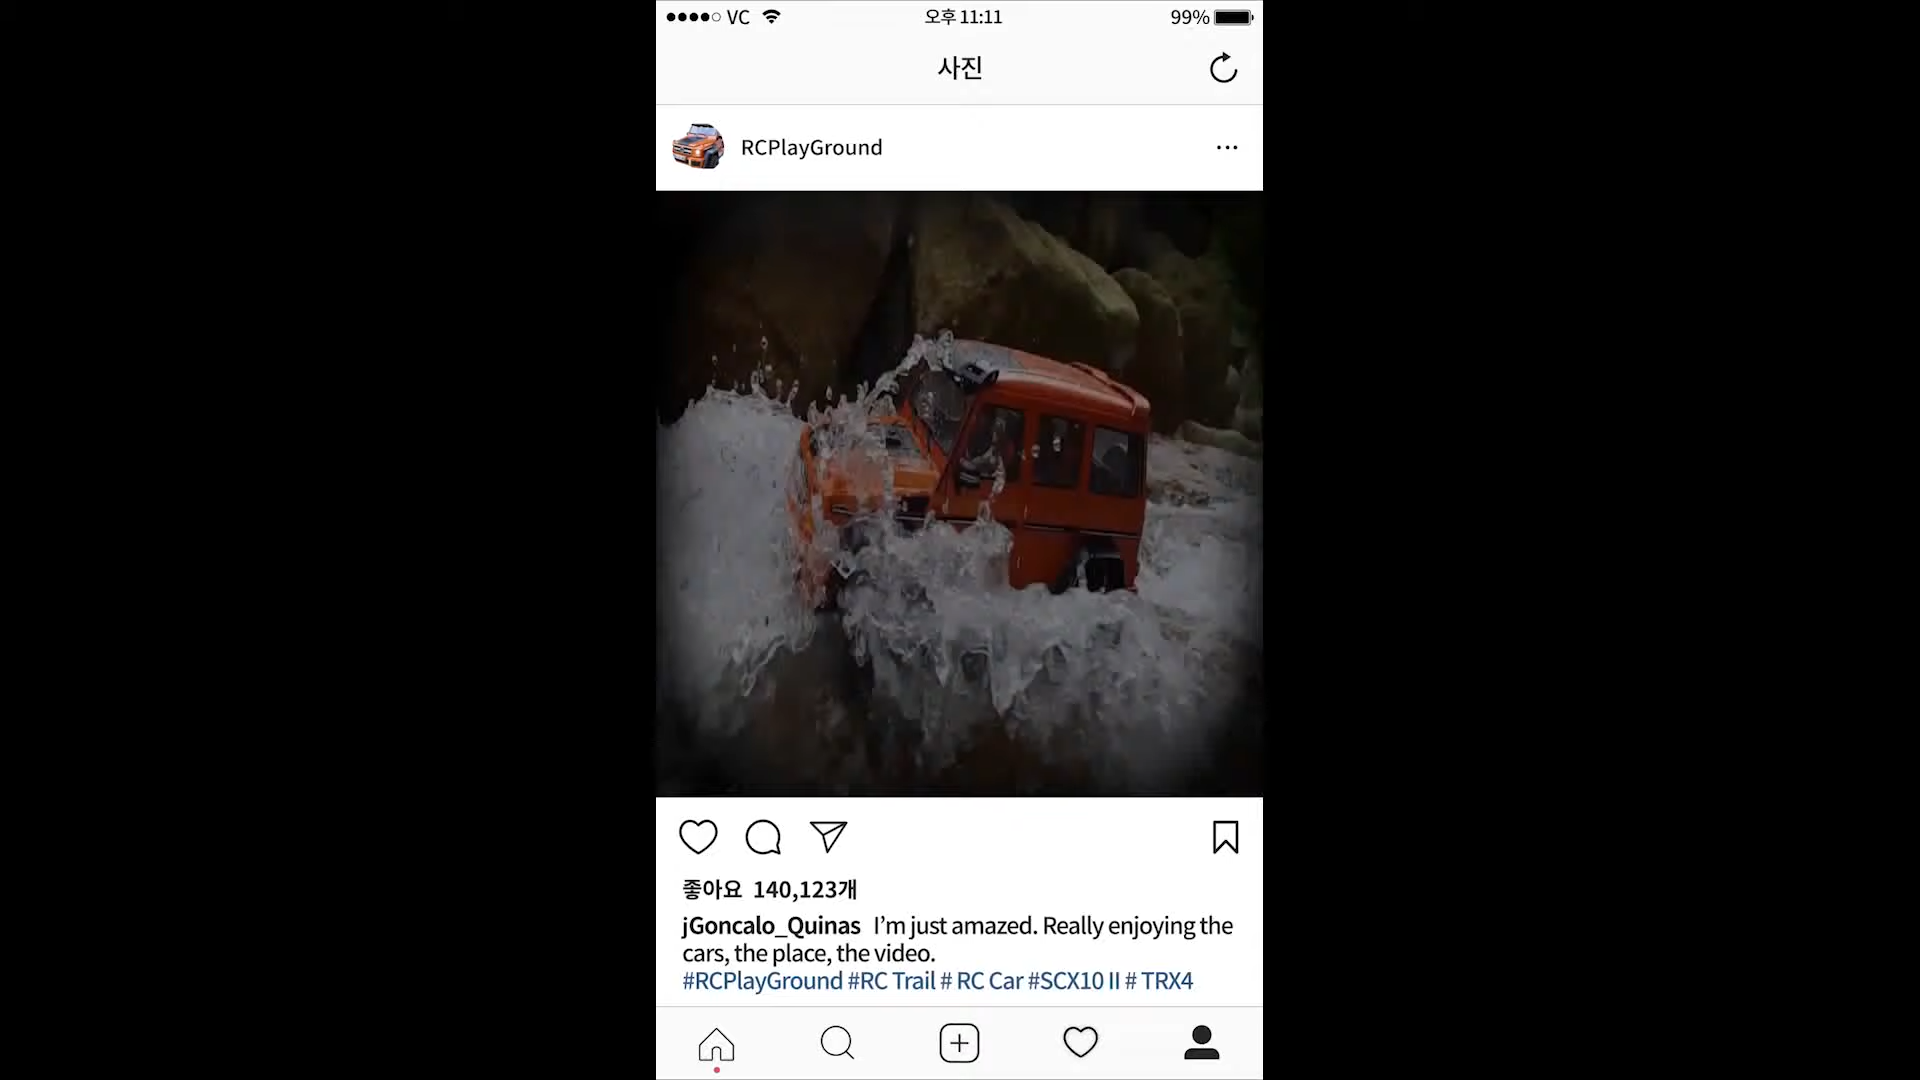 VC 오후 11:11 99%
사진
RCPlayGround
좋아요 140,123개
jGoncalo_Quinas I’m just amazed. Really enjoying the
cars, the place, the video.
#RCPlayGround #RC Trail # RC Car #SCX10 II # TRX4